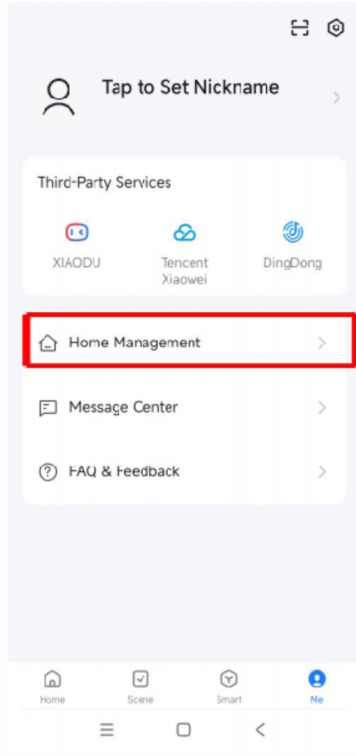 Tap to Set Nickname
Third-Party Services
XIAODU
Tencent
Xiaowei
DingDong
Home Management
Message Center
FAQ & Feedback
Home
Scene
Smart
Me